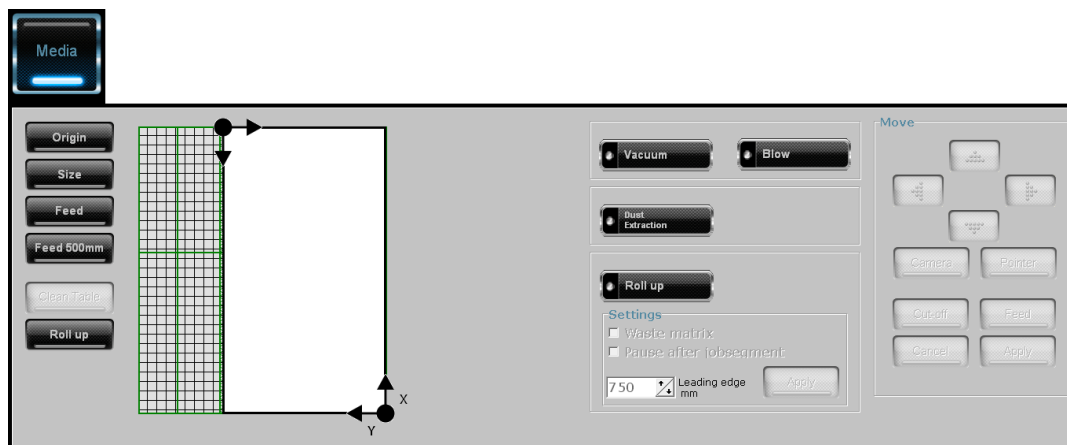 Media
Origin
Size
Feed
Feed 500mm
Clean Table
Roll up
X
Y
Vacuum
Blow
Dust
Extraction
Roll up
Settings
Waste matrix
Pause after jobsegment
750
Leading edge
mm
Apply
Move
Camera
Pointer
Cut-off
Feed
Cancel
Apply